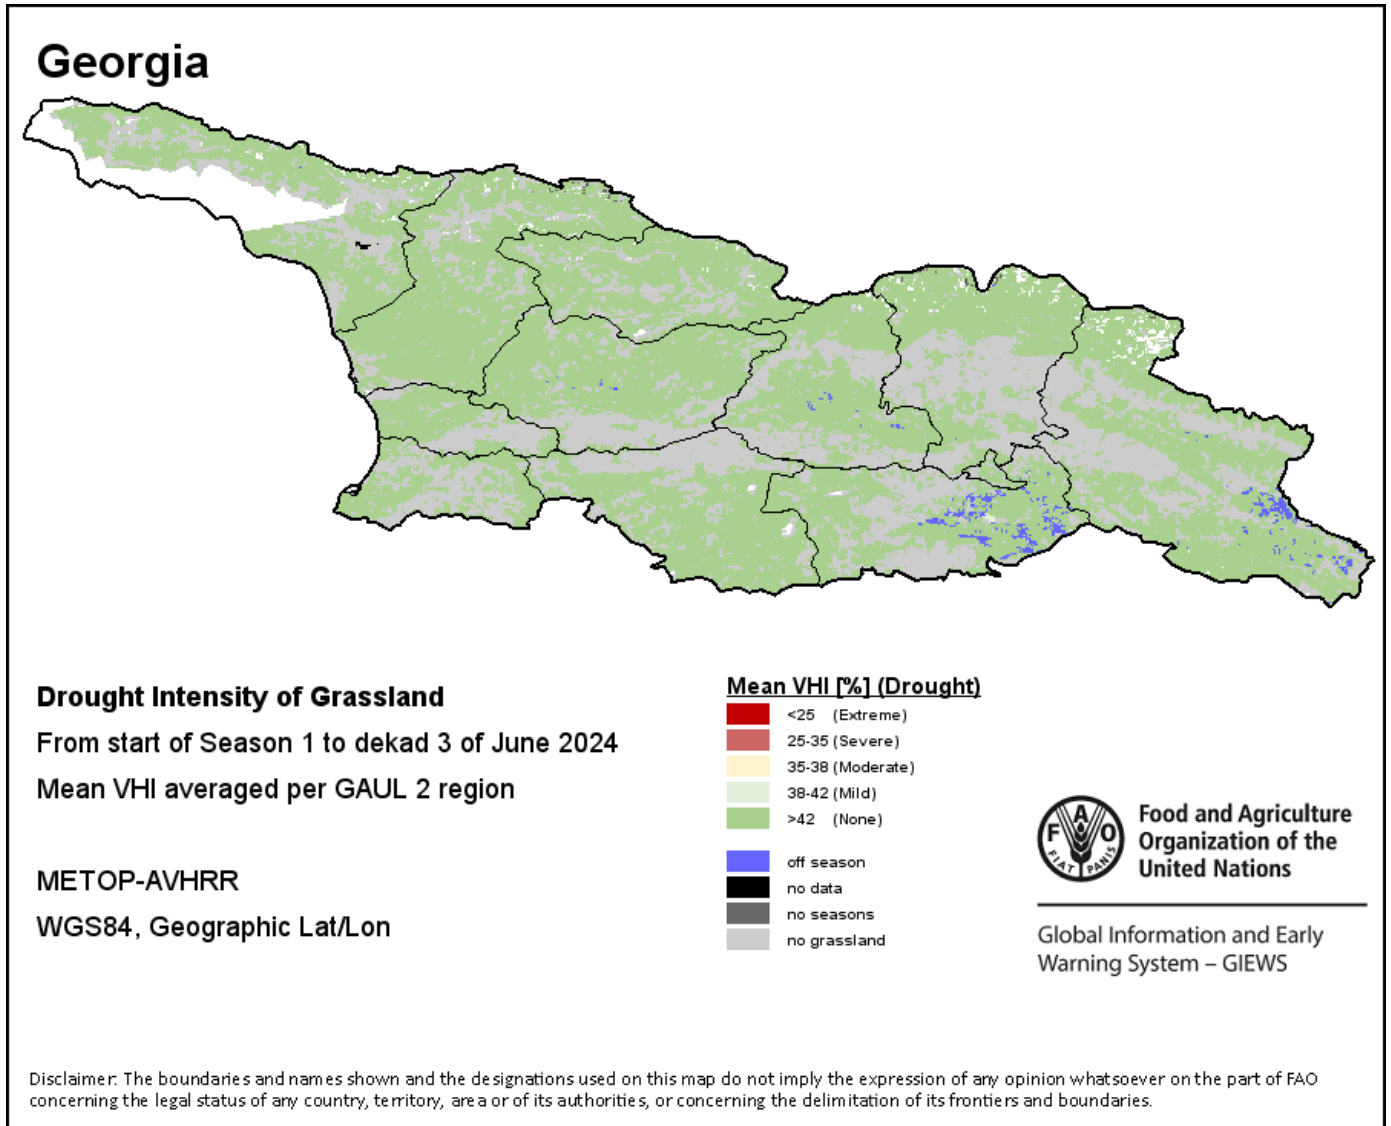 Georgia
Drought Intensity of Grassland
From start of Season 1 to dekad 3 of June 2024
Mean VHI averaged per GAUL 2 region
METOP-AVHRR
WGS84, Geographic Lat/Lon
Mean VHI [%] (Drought)
<25 (Extreme)
25-35 (Severe)
35-38 (Moderate)
38-42 (Mild)
>42 (None)
off season
no data
no seasons
no grassland
F A O
FIAT PANIS
Food and Agriculture
Organization of the
United Nations
Global Information and Early
Warning System – GIEWS
Disclaimer: The boundaries and names shown and the designations used on this map do not imply the expression of any opinion whatsoever on the part of FAO
concerning the legal status of any country, territory, area or of its authorities, or concerning the delimitation of its frontiers and boundaries.